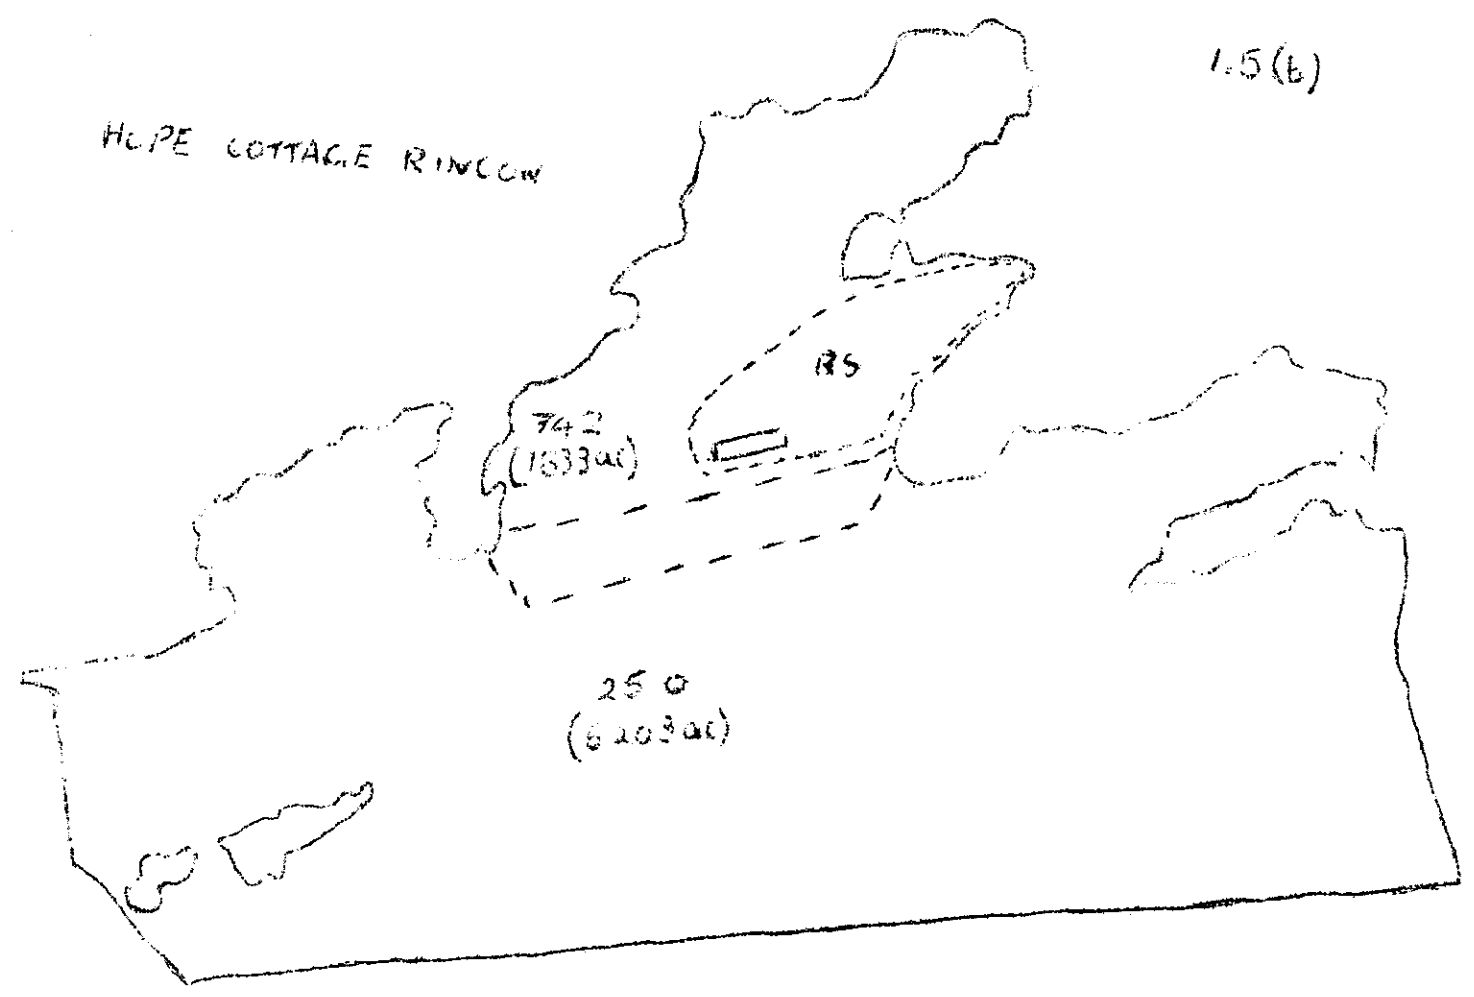 1.5(b)
HOPE COTTAGE RINCON
RS
742
(1833ac)
250
(6203ac)